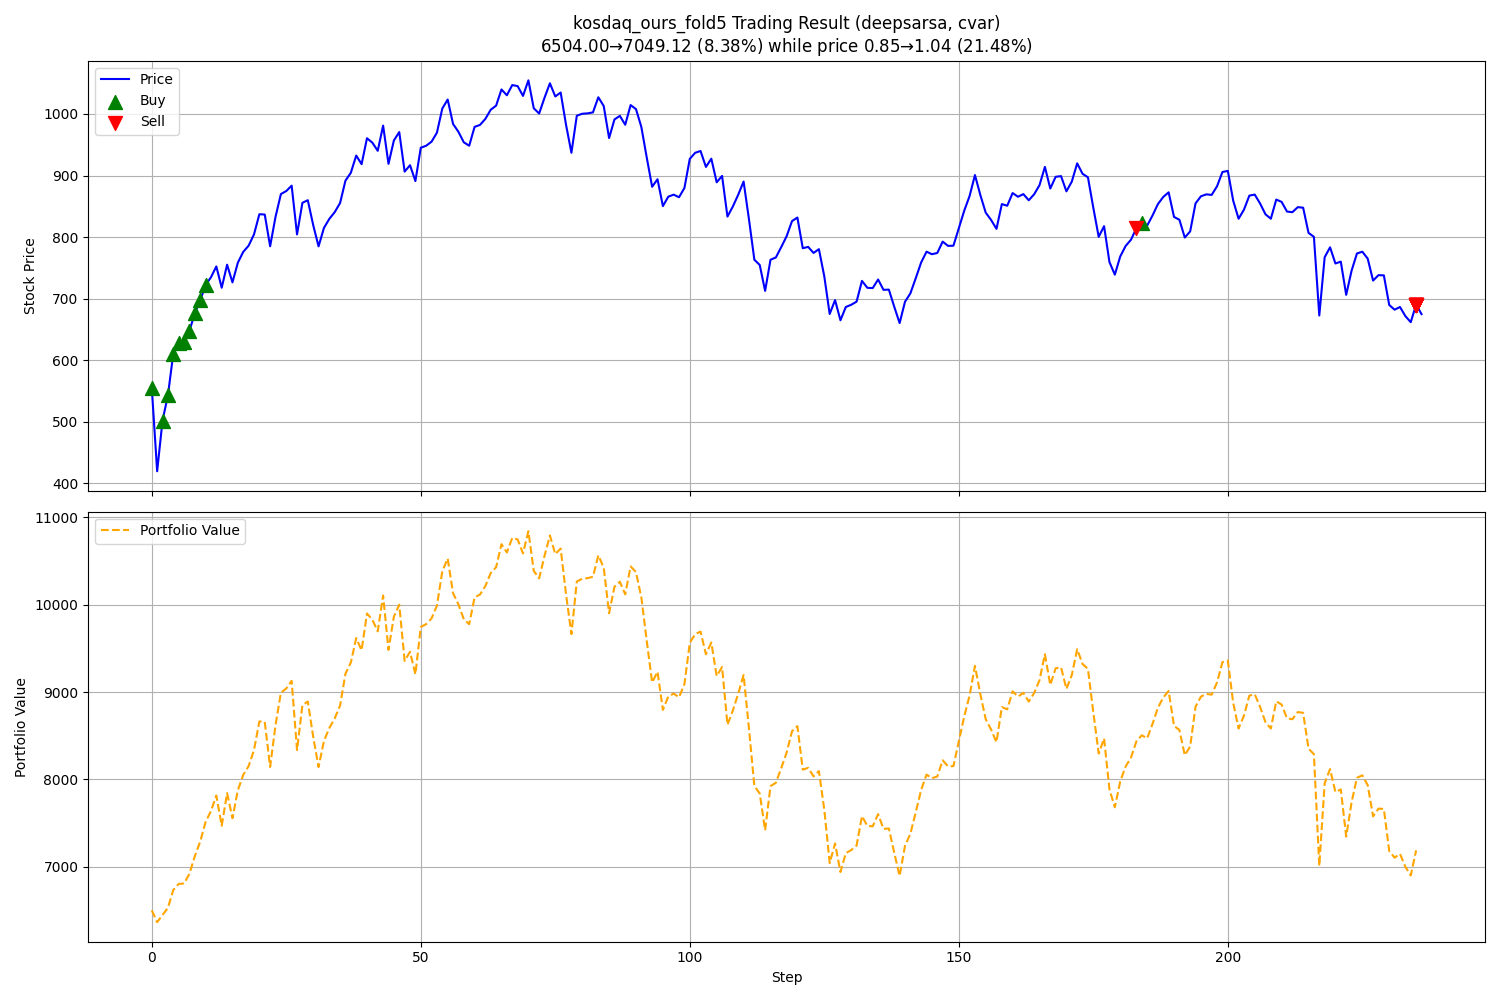 kosdaq_ours_fold5 Trading Result (deepsarsa, cvar)
6504.00→7049.12 (8.38%) while price 0.85→1.04 (21.48%)
Price
Buy
Sell
Stock Price
1000
900
800
700
600
500
400
Portfolio Value
Portfolio Value
11000
10000
9000
8000
7000
0
50
100
150
200
Step